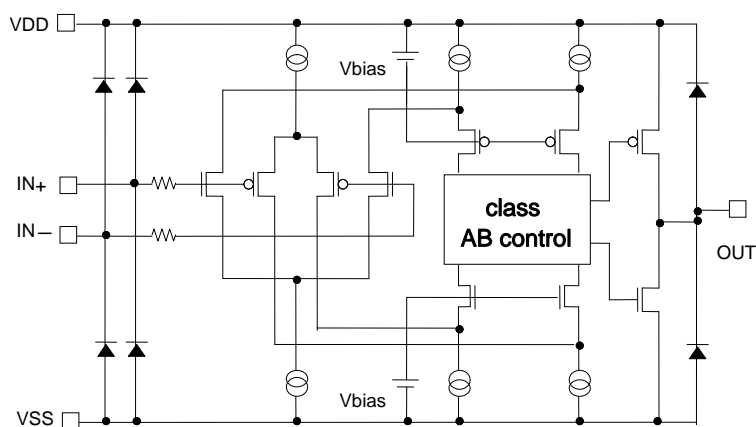 VDD
Vbias
IN+
IN−
class
AB control
OUT
Vbias
VSS